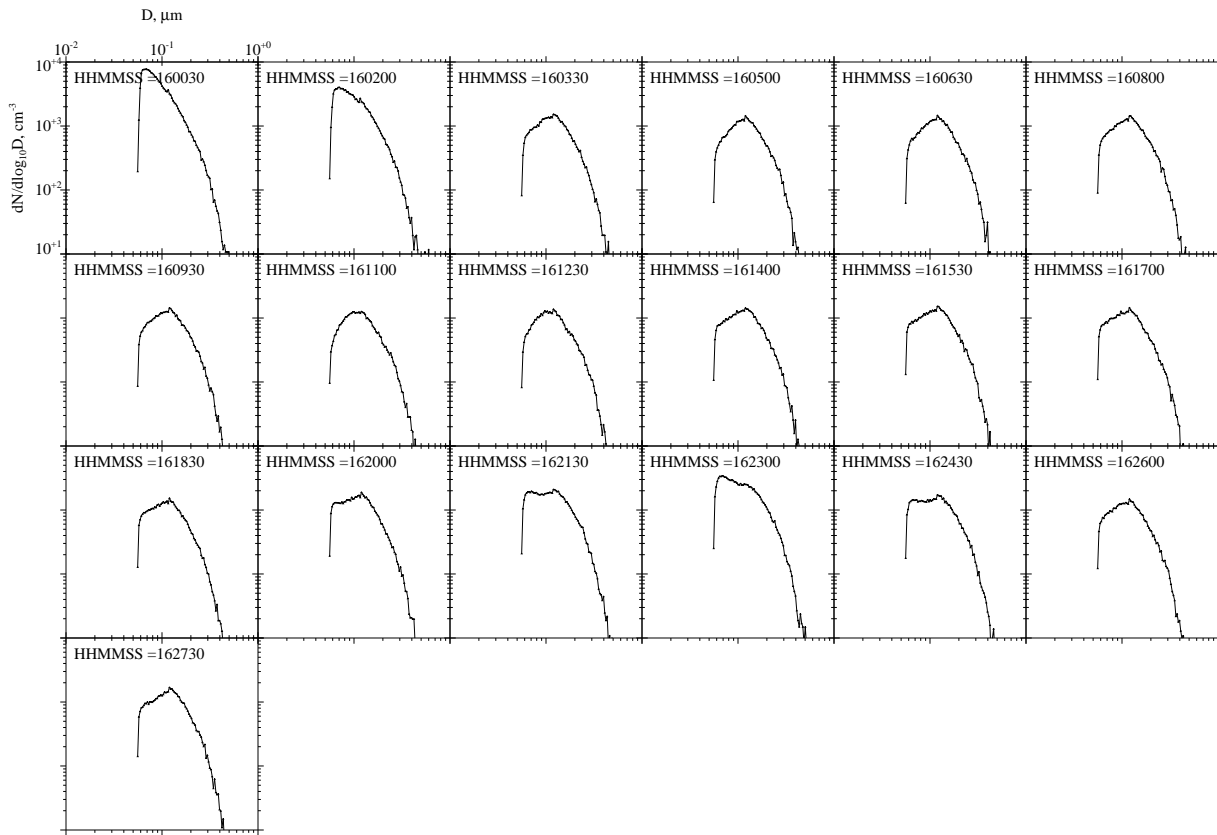 D, μm
10^-2 10^-1 10^+0
10^+4
10^+3
10^+2
10^+1
dN/dlog₁₀D, cm^-3
HHMMSS =160030 HHMMSS =160200 HHMMSS =160330 HHMMSS =160500 HHMMSS =160630 HHMMSS =160800
HHMMSS =160930 HHMMSS =161100 HHMMSS =161230 HHMMSS =161400 HHMMSS =161530 HHMMSS =161700
HHMMSS =161830 HHMMSS =162000 HHMMSS =162130 HHMMSS =162300 HHMMSS =162430 HHMMSS =162600
HHMMSS =162730